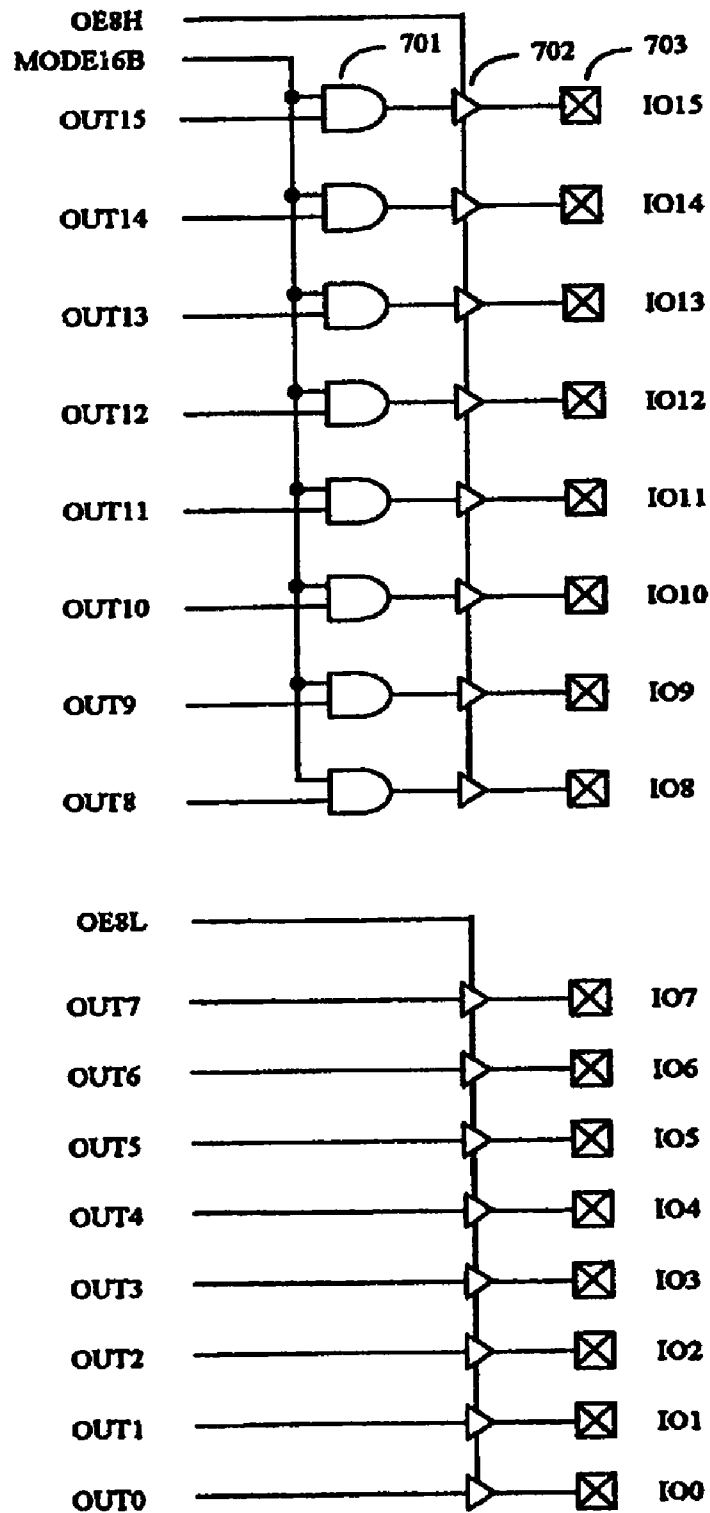 OE8H
MODE16B
701
702
703
OUT15 IO15
OUT14 IO14
OUT13 IO13
OUT12 IO12
OUT11 IO11
OUT10 IO10
OUT9 IO9
OUT8 IO8
OE8L
OUT7 IO7
OUT6 IO6
OUT5 IO5
OUT4 IO4
OUT3 IO3
OUT2 IO2
OUT1 IO1
OUT0 IO0